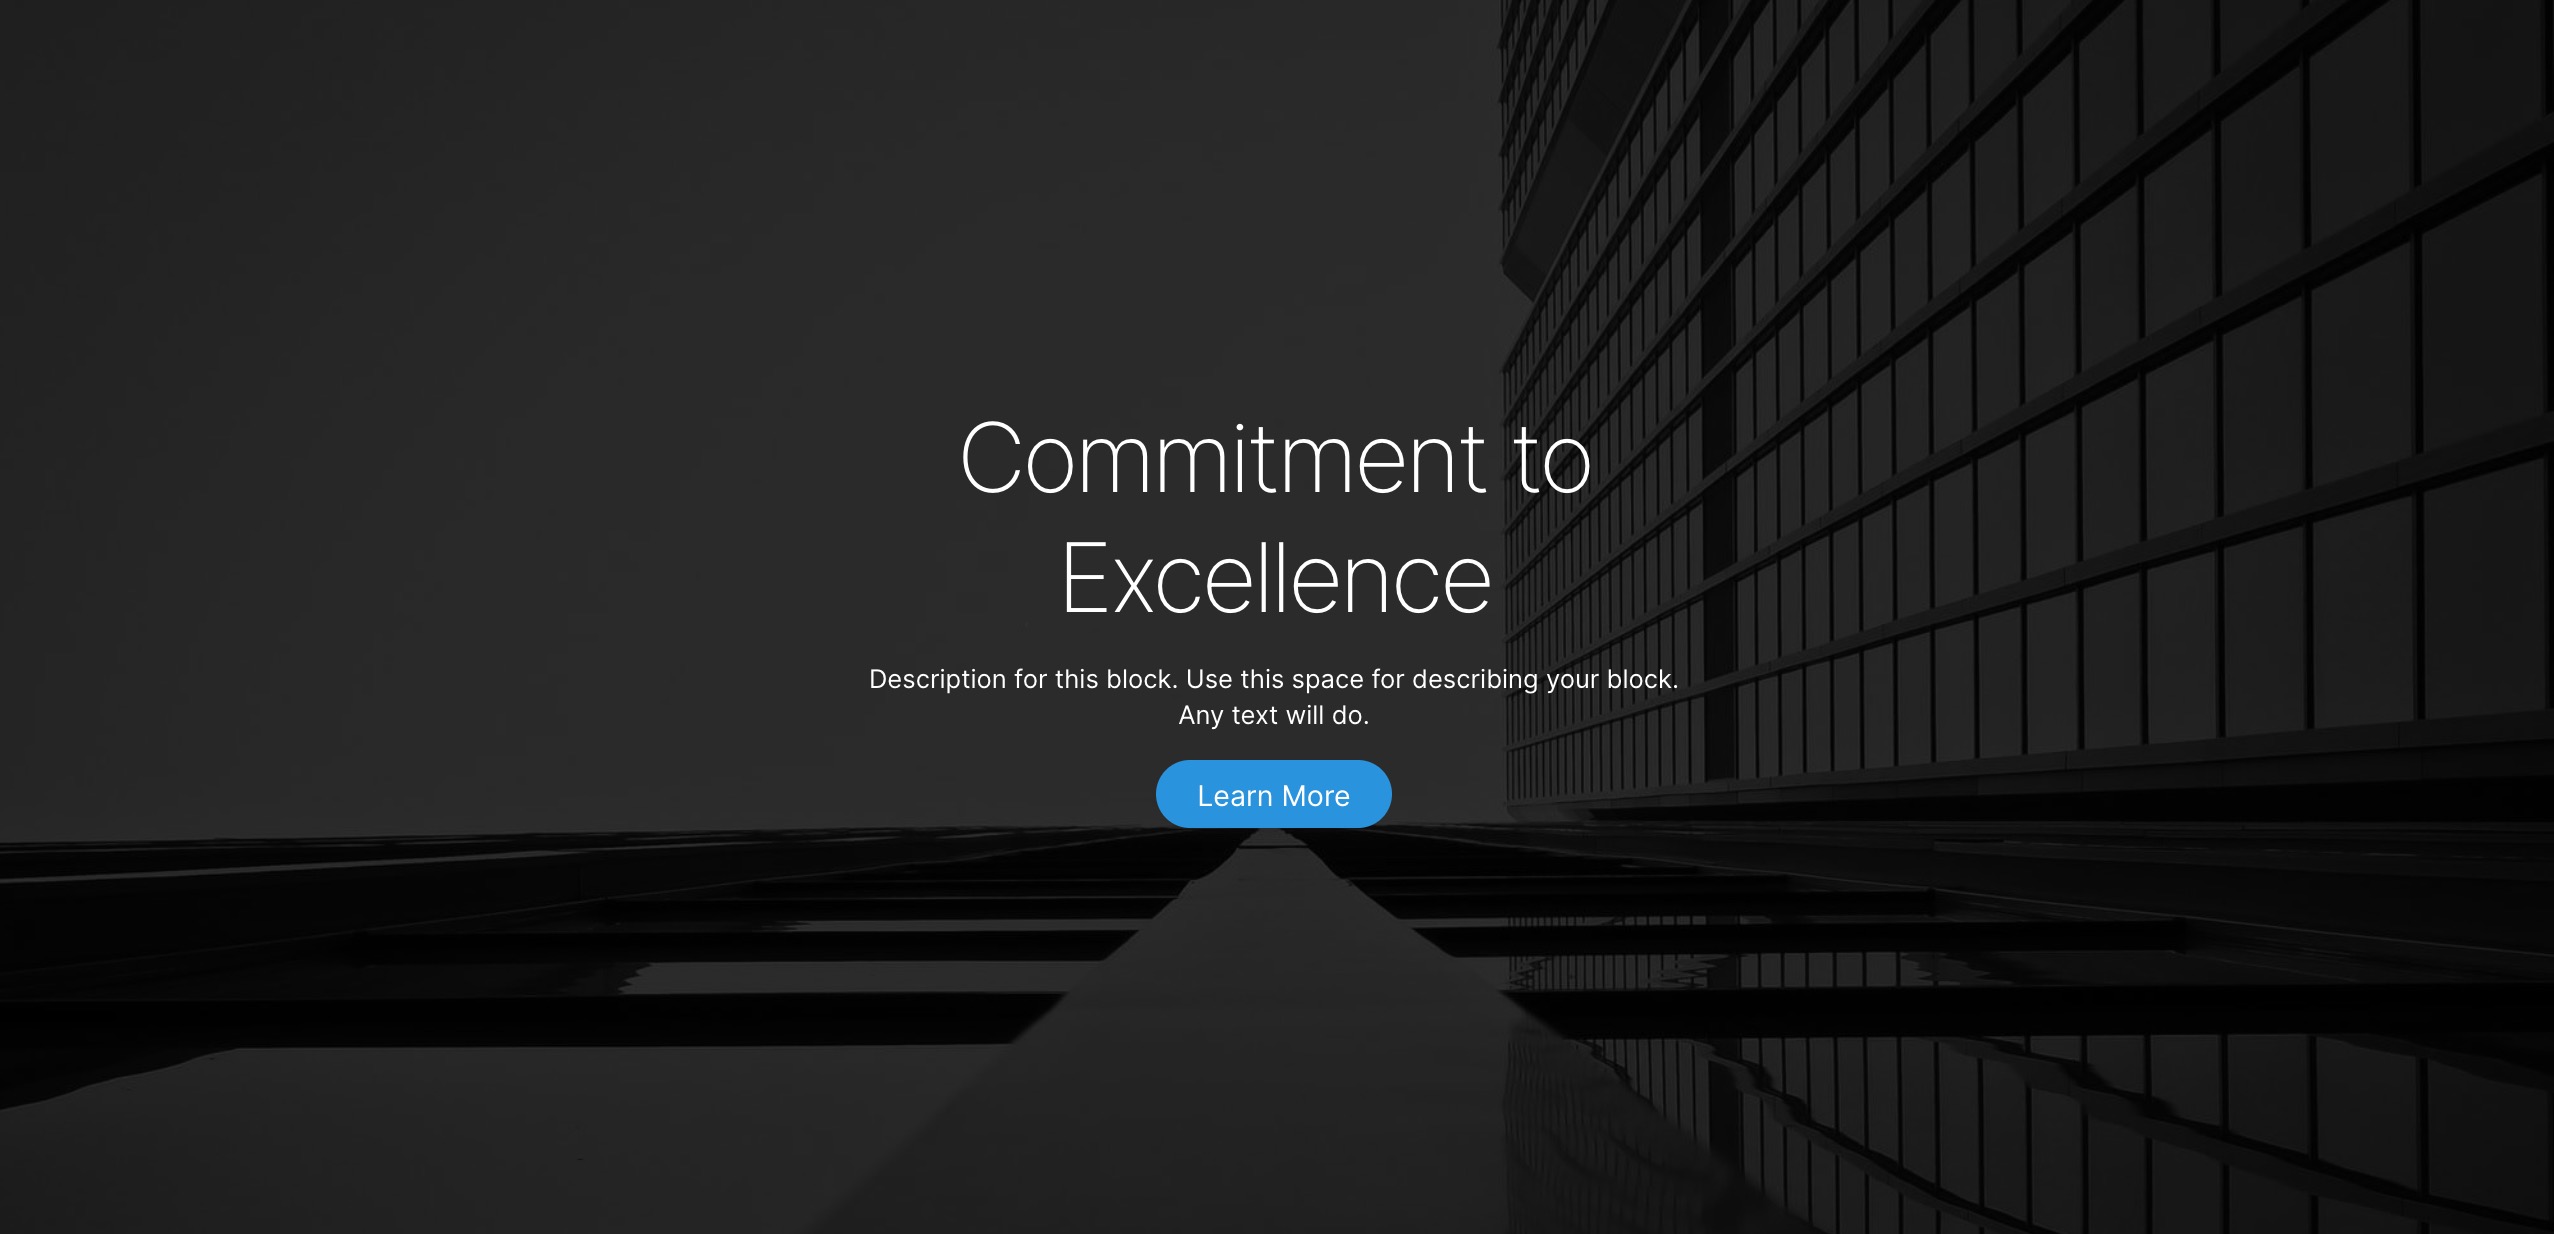 Commitment to
Excellence
Description for this block. Use this space for describing your block.
Any text will do.
Learn More